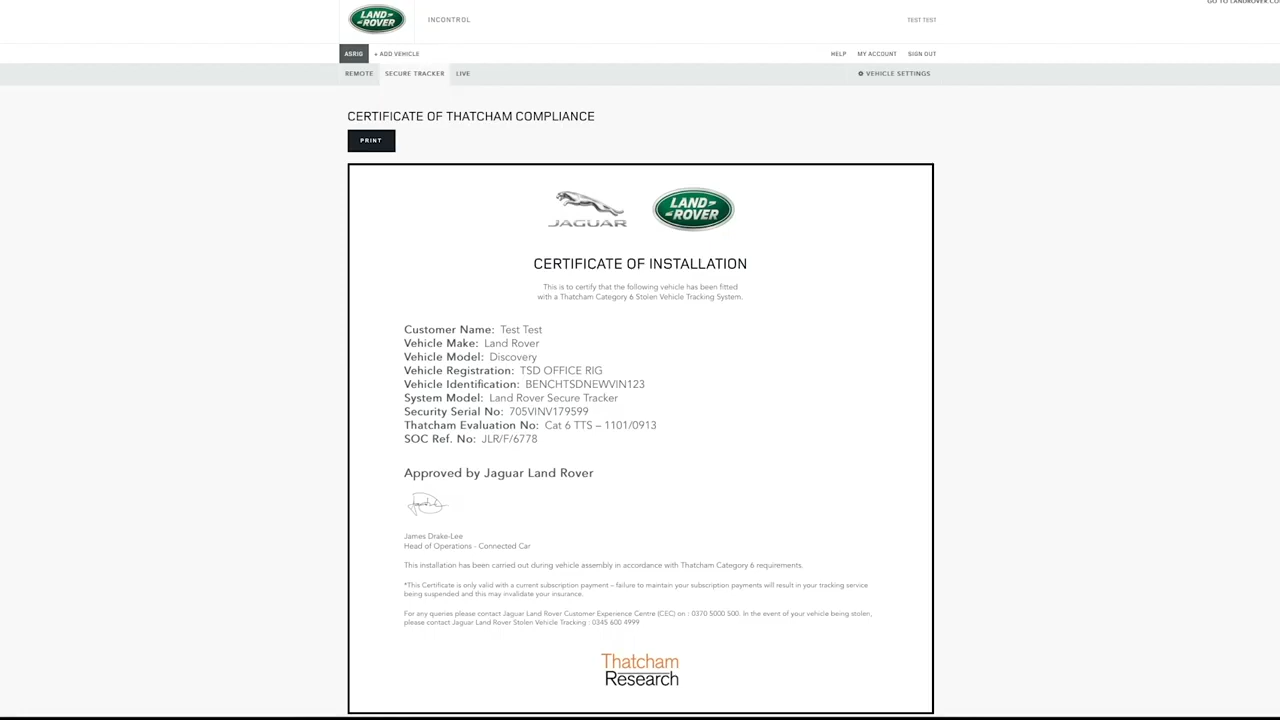 GO TO LANDROVER.CO
LAND ROVER
INCONTROL
TEST TEST
ASRIG
+ ADD VEHICLE
HELP
MY ACCOUNT
SIGN OUT
REMOTE
SECURE TRACKER
LIVE
VEHICLE SETTINGS
CERTIFICATE OF THATCHAM COMPLIANCE
PRINT
JAGUAR
LAND ROVER
CERTIFICATE OF INSTALLATION
This is to certify that the following vehicle has been fitted
with a Thatcham Category 6 Stolen Vehicle Tracking System.
Customer Name: Test Test
Vehicle Make: Land Rover
Vehicle Model: Discovery
Vehicle Registration: TSD OFFICE RIG
Vehicle Identification: BENCHTSDNEWVIN123
System Model: Land Rover Secure Tracker
Security Serial No: 705VINV179599
Thatcham Evaluation No: Cat 6 TTS – 1101/0913
SOC Ref. No: JLR/F/6778
Approved by Jaguar Land Rover
James Drake-Lee
Head of Operations - Connected Car
This installation has been carried out during vehicle assembly in accordance with Thatcham Category 6 requirements.
*This Certificate is only valid with a current subscription payment – failure to maintain your subscription payments will result in your tracking service
being suspended and this may invalidate your insurance.
For any queries please contact Jaguar Land Rover Customer Experience Centre (CEC) on : 0370 5000 500. In the event of your vehicle being stolen,
please contact Jaguar Land Rover Stolen Vehicle Tracking : 0345 600 4999
Thatcham
Research